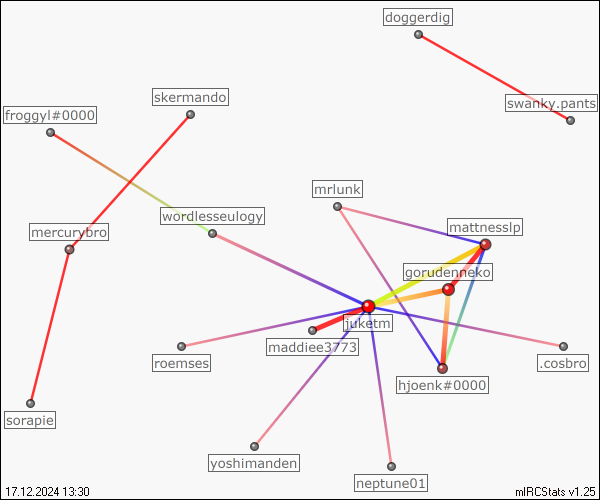 doggerdig
skermando
swanky.pants
froggyl#0000
mrlunk
wordlesseulogy
mattnesslp
mercurybro
gorudenneko
juketm
maddiee3773
roemses
.cosbro
hjoenk#0000
sorapie
yoshimanden
neptune01
17.12.2024 13:30
mIRCStats v1.25